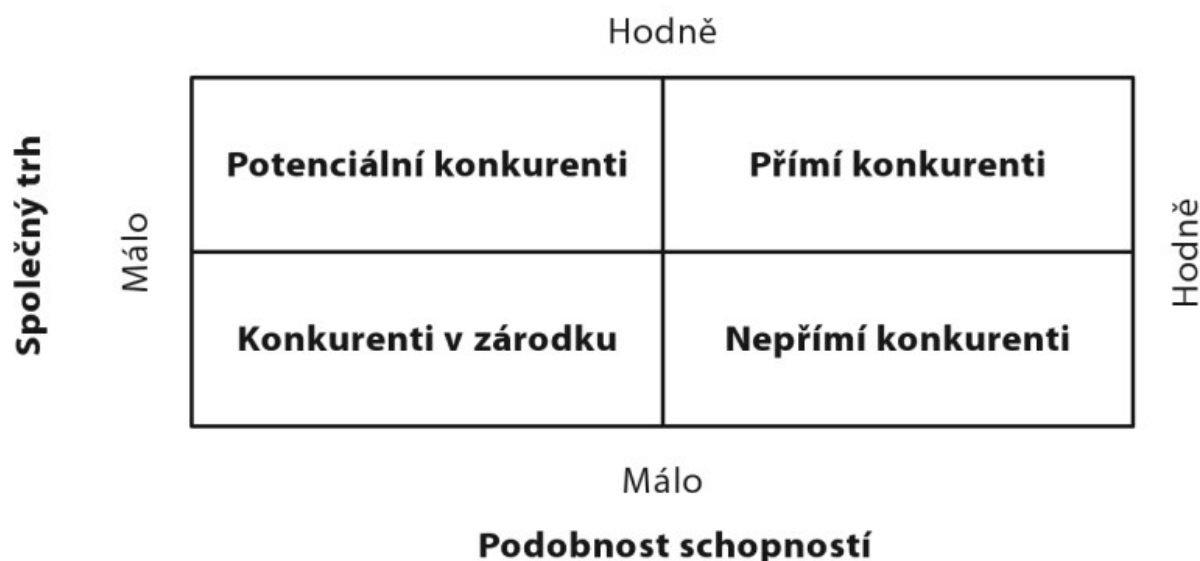 Hodně
Společný trh
Málo
Potenciální konkurenti
Přímí konkurenti
Hodně
Konkurenti v zárodku
Nepřímí konkurenti
Málo
Podobnost schopností